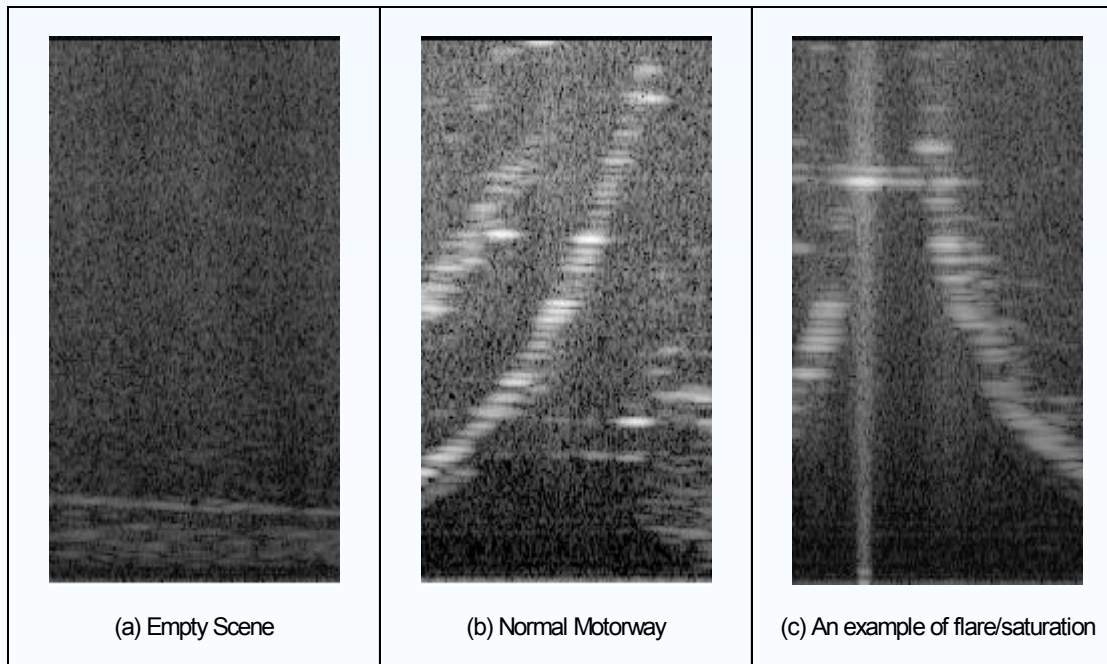 (a) Empty Scene
(b) Normal Motorway
(c) An example of flare/saturation